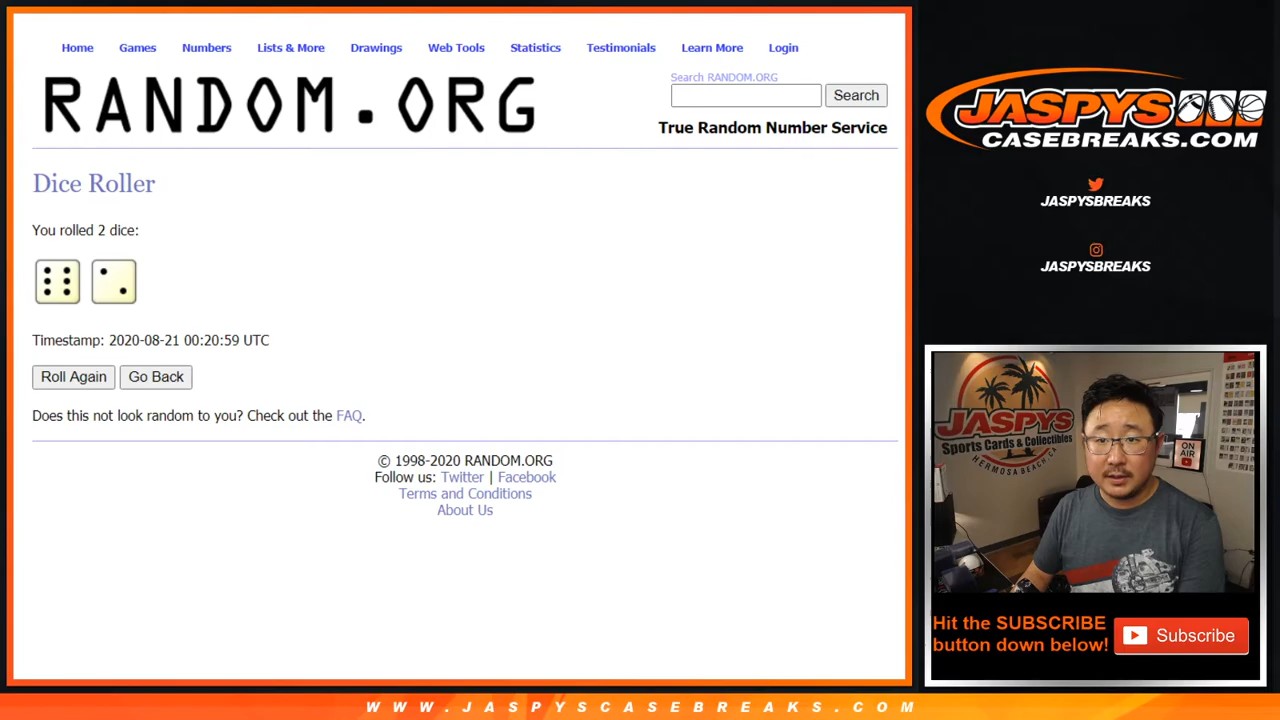 Home Games Numbers Lists & More Drawings Web Tools Statistics Testimonials Learn More Login
RANDOM.ORG
Search RANDOM.ORG
Search
True Random Number Service
Dice Roller
You rolled 2 dice:
Timestamp: 2020-08-21 00:20:59 UTC
Roll Again Go Back
Does this not look random to you? Check out the FAQ.
© 1998-2020 RANDOM.ORG
Follow us: Twitter | Facebook
Terms and Conditions
About Us
JASPYS
CASEBREAKS.COM
JASPYSBREAKS
JASPYSBREAKS
JASPYS
Sports Cards & Collectibles
HERMOSA BEACH, CA
ON
AIR
Hit the SUBSCRIBE
button down below!
Subscribe
WWW.JASPYSCASEBREAKS.COM